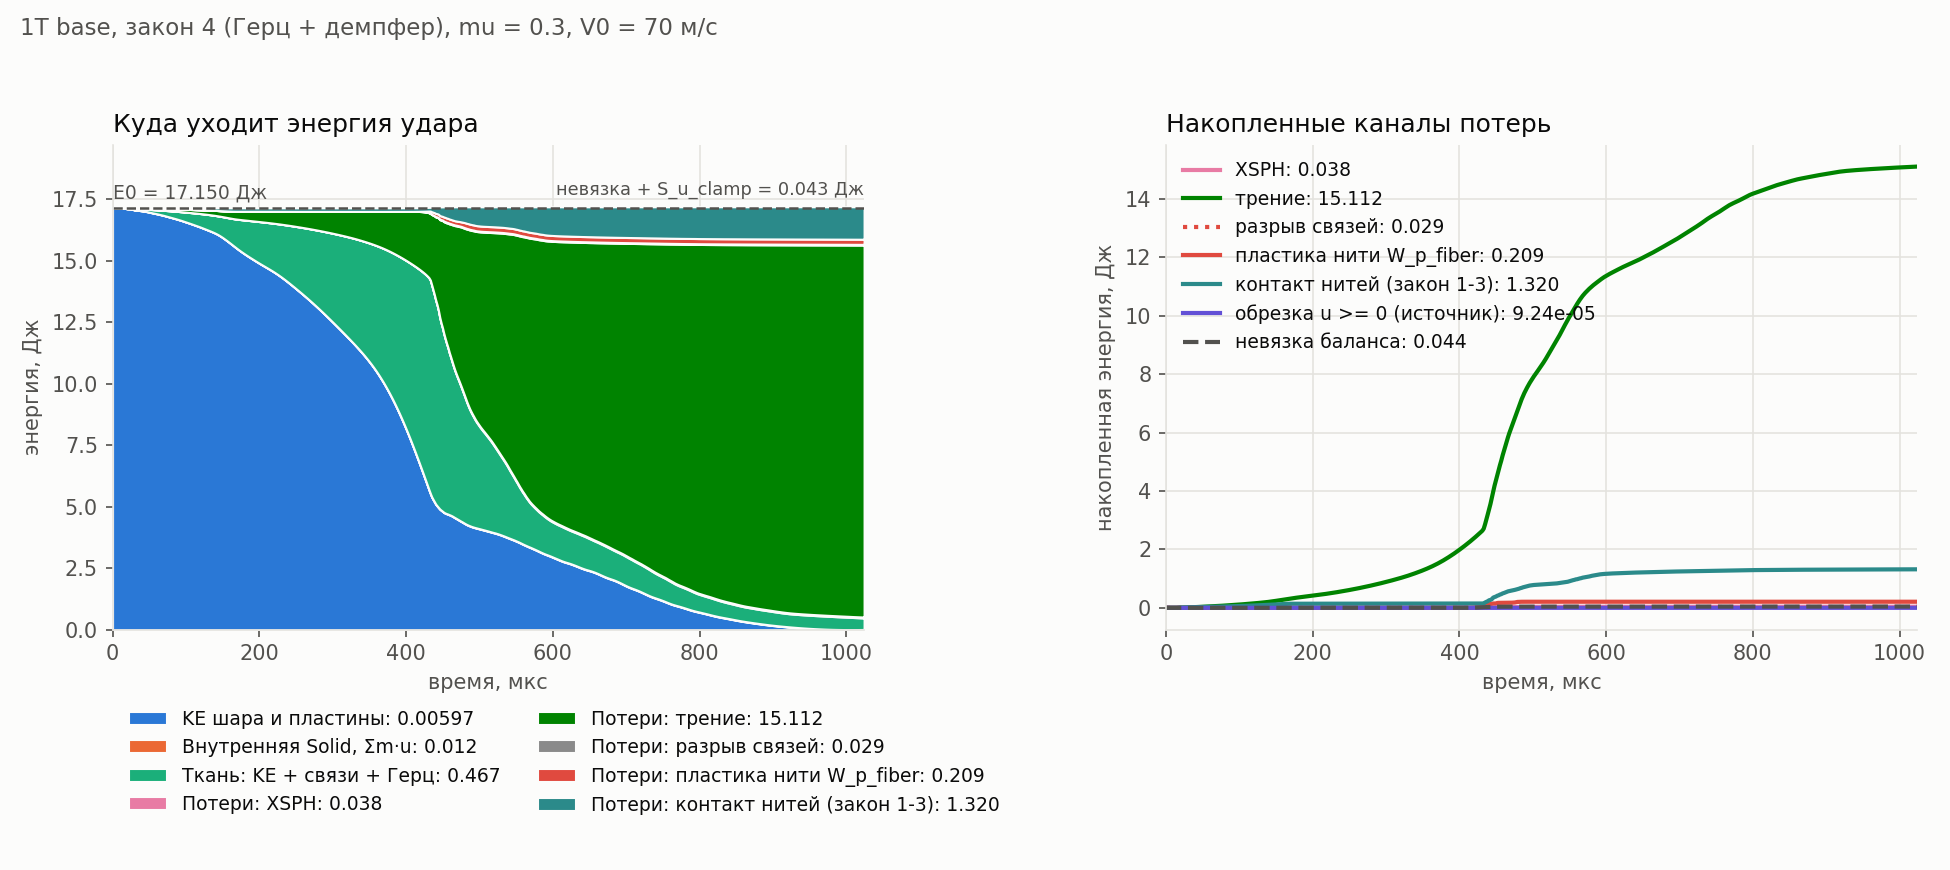 1T base, закон 4 (Герц + демпфер), mu = 0.3, V0 = 70 м/с
Куда уходит энергия удара
E0 = 17.150 Дж
невязка + S_u_clamp = 0.043 Дж
энергия, Дж
17.5
15.0
12.5
10.0
7.5
5.0
2.5
0.0
0 200 400 600 800 1000
время, мкс
KE шара и пластины: 0.00597
Внутренняя Solid, Σm·u: 0.012
Ткань: KE + связи + Герц: 0.467
Потери: XSPH: 0.038
Потери: трение: 15.112
Потери: разрыв связей: 0.029
Потери: пластика нити W_p_fiber: 0.209
Потери: контакт нитей (закон 1-3): 1.320
Накопленные каналы потерь
XSPH: 0.038
трение: 15.112
разрыв связей: 0.029
пластика нити W_p_fiber: 0.209
контакт нитей (закон 1-3): 1.320
обрезка u >= 0 (источник): 9.24e-05
невязка баланса: 0.044
накопленная энергия, Дж
14
12
10
8
6
4
2
0
0 200 400 600 800 1000
время, мкс